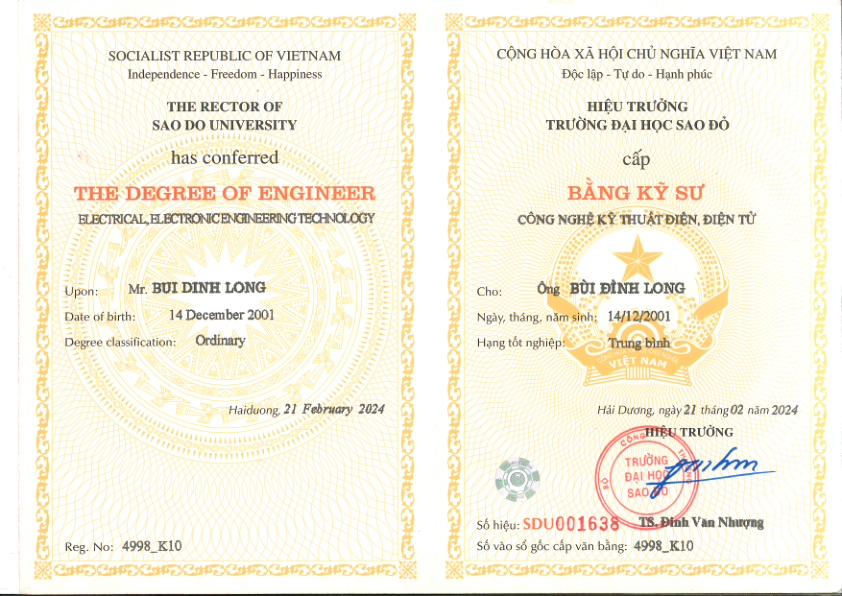 SOCIALIST REPUBLIC OF VIETNAM
Independence - Freedom - Happiness
THE RECTOR OF
SAO DO UNIVERSITY
has conferred
THE DEGREE OF ENGINEER
ELECTRICAL, ELECTRONIC ENGINEERING TECHNOLOGY
Upon: Mr. BUI DINH LONG
Date of birth: 14 December 2001
Degree classification: Ordinary
Haiduong, 21 February 2024
Reg. No: 4998_K10
CỘNG HÒA XÃ HỘI CHỦ NGHĨA VIỆT NAM
Độc lập - Tự do - Hạnh phúc
HIỆU TRƯỞNG
TRƯỜNG ĐẠI HỌC SAO ĐỎ
cấp
BẰNG KỸ SƯ
CÔNG NGHỆ KỸ THUẬT ĐIỆN, ĐIỆN TỬ
Cho: Ông BÙI ĐÌNH LONG
Ngày, tháng, năm sinh: 14/12/2001
Hạng tốt nghiệp: Trung bình
VIỆT NAM
Hải Dương, ngày 21 tháng 02 năm 2024
HIỆU TRƯỞNG
BỘ CÔNG THƯƠNG
TRƯỜNG
ĐẠI HỌC
SAO ĐỎ
Số hiệu: SDU001638 TS. Đinh Văn Nhượng
Số vào sổ gốc cấp văn bằng: 4998_K10